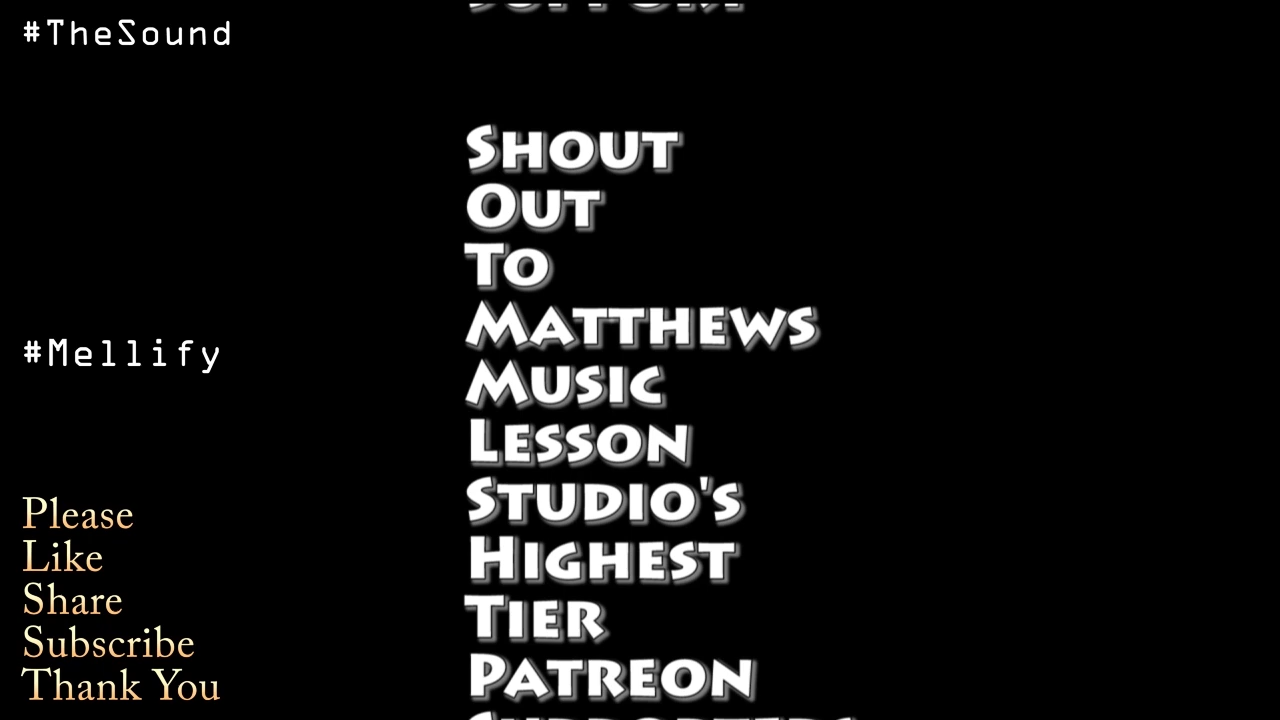 #TheSound
Shout
Out
To
Matthews
Music
Lesson
Studio's
Highest
Tier
Patreon
#Mellify
Please
Like
Share
Subscribe
Thank You